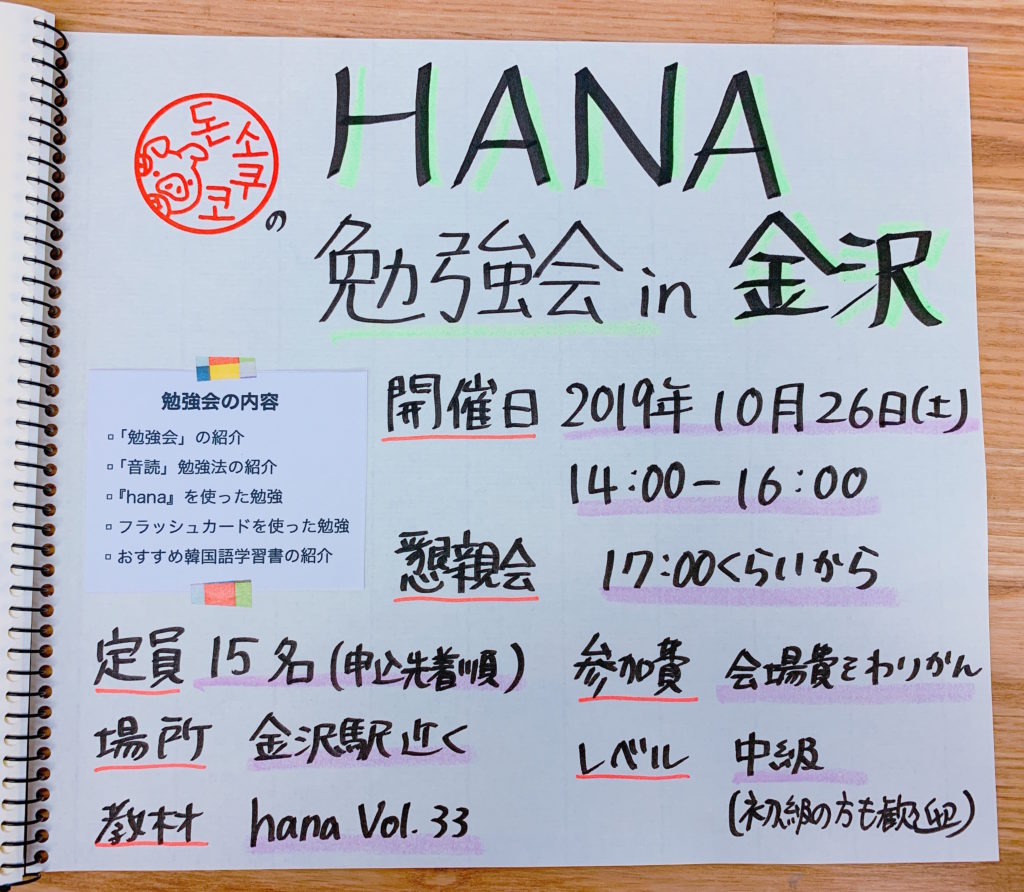 돈소쿠코
の
HANA
勉強会 in 金沢
勉強会の内容
▫「勉強会」の紹介
▫「音読」勉強法の紹介
▫『hana』を使った勉強
▫フラッシュカードを使った勉強
▫おすすめ韓国語学習書の紹介
開催日 2019年10月26日(土)
14:00-16:00
懇親会 17:00くらいから
定員 15名(申込先着順)
参加費 会場費をわりかん
場所 金沢駅近く
レベル 中級
(初級の方も歓迎)
教材 hana Vol.33